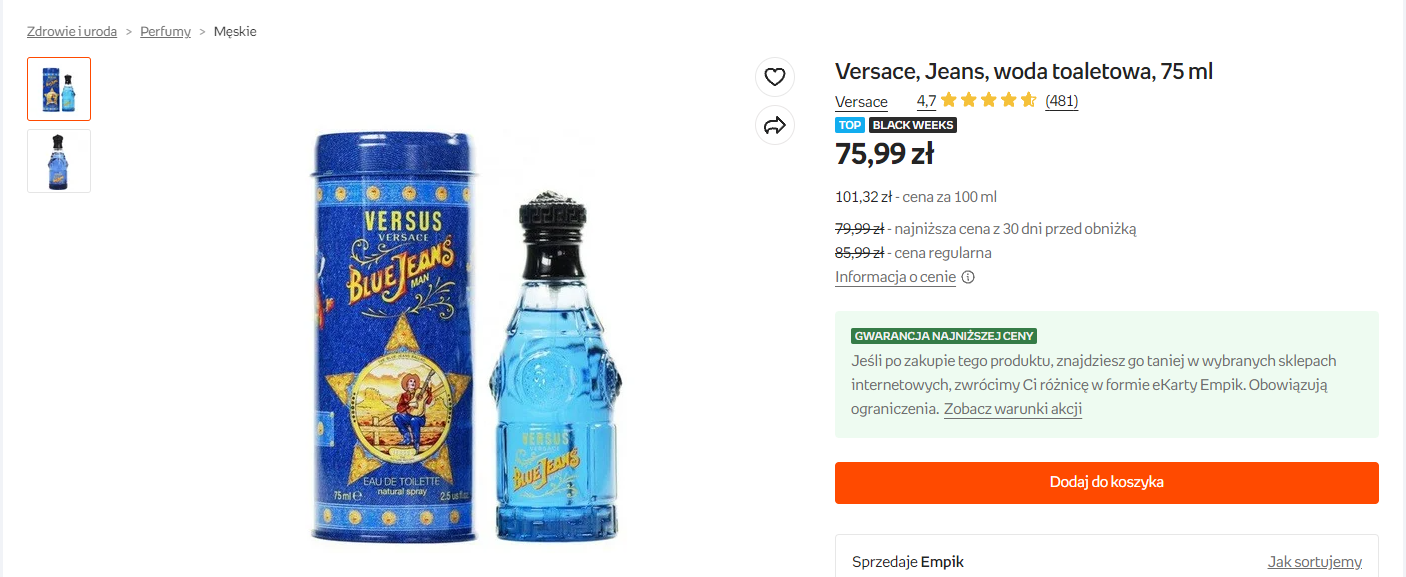 Zdrowie i uroda > Perfumy > Męskie
Versace, Jeans, woda toaletowa, 75 ml
Versace 4,7 (481)
TOP BLACK WEEKS
75,99 zł
101,32 zł - cena za 100 ml
79,99 zł - najniższa cena z 30 dni przed obniżką
85,99 zł - cena regularna
Informacja o cenie
GWARANCJA NAJNIŻSZEJ CENY
Jeśli po zakupie tego produktu, znajdziesz go taniej w wybranych sklepach
internetowych, zwrócimy Ci różnicę w formie eKarty Empik. Obowiązują
ograniczenia. Zobacz warunki akcji
Dodaj do koszyka
Sprzedaje Empik Jak sortujemy
VERSUS
VERSACE
BLUE JEANS
MAN
EAU DE TOILETTE
75 ml e natural spray 2.5 us fl.oz
VERSUS
VERSACE
BLUE JEANS